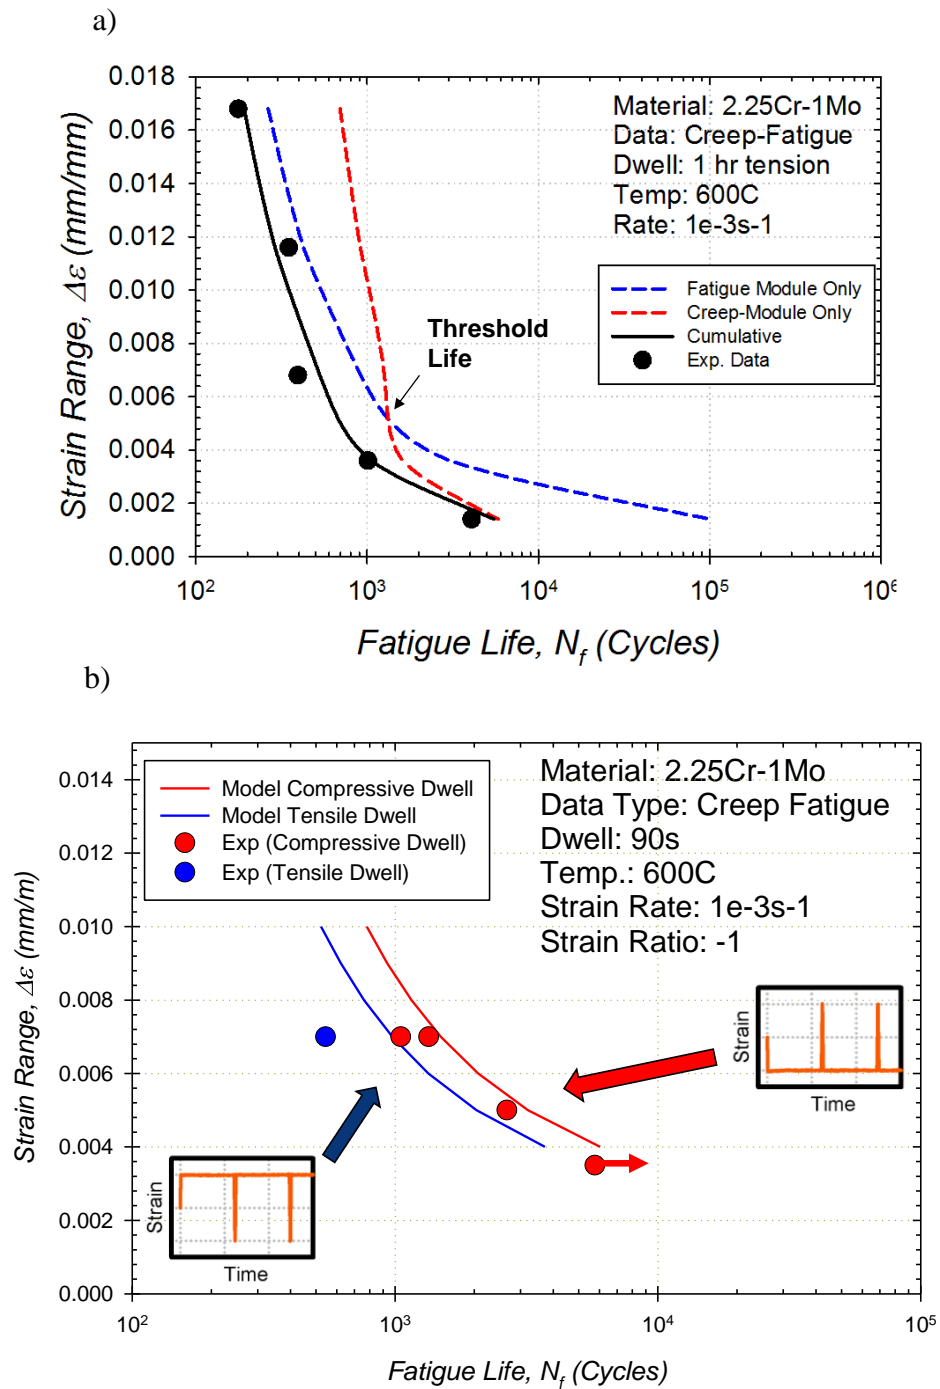 a)
0.018
0.016
0.014
0.012
0.010
0.008
0.006
0.004
0.002
0.000
Strain Range, Δε (mm/mm)
Material: 2.25Cr-1Mo
Data: Creep-Fatigue
Dwell: 1 hr tension
Temp: 600C
Rate: 1e-3s-1
Fatigue Module Only
Creep-Module Only
Cumulative
Exp. Data
Threshold
Life
10² 10³ 10⁴ 10⁵ 10⁶
Fatigue Life, N_f (Cycles)
b)
0.014
0.012
0.010
0.008
0.006
0.004
0.002
0.000
Strain Range, Δε (mm/m)
Model Compressive Dwell
Model Tensile Dwell
Exp (Compressive Dwell)
Exp (Tensile Dwell)
Material: 2.25Cr-1Mo
Data Type: Creep Fatigue
Dwell: 90s
Temp.: 600C
Strain Rate: 1e-3s-1
Strain Ratio: -1
Strain
Time
Strain
Time
10² 10³ 10⁴ 10⁵
Fatigue Life, N_f (Cycles)